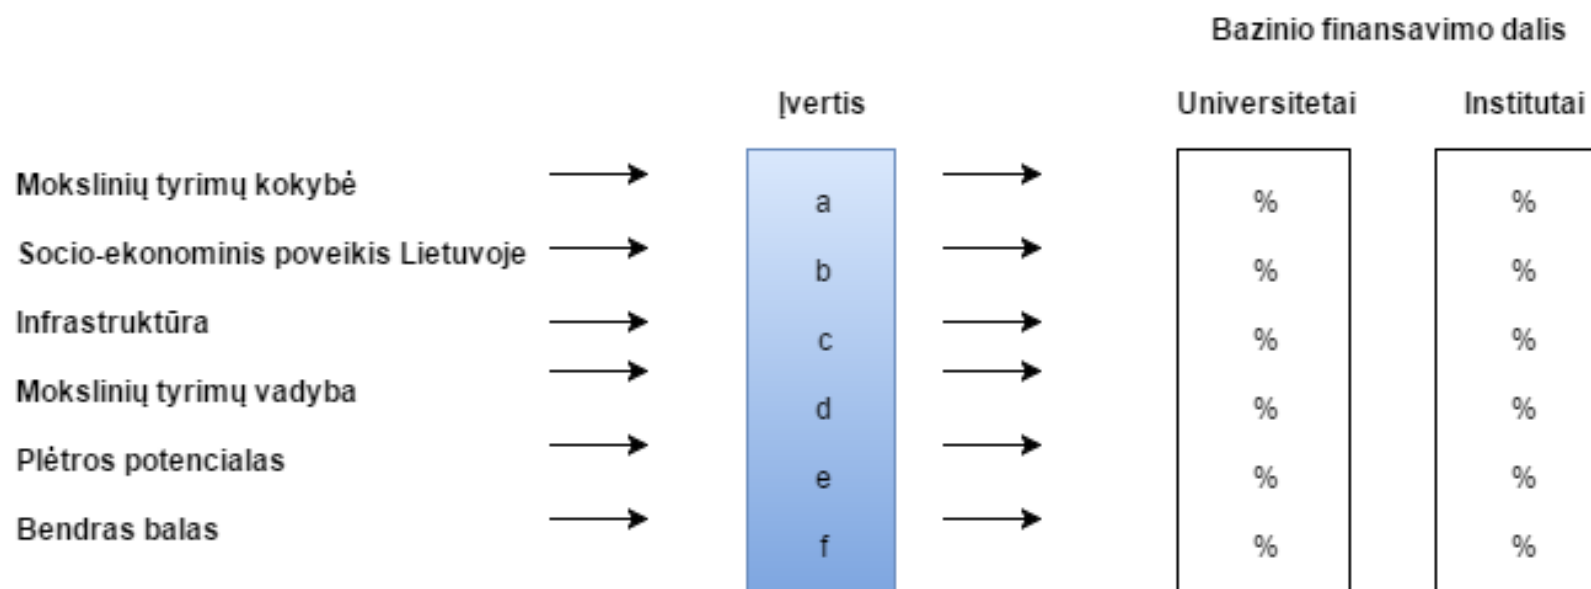 Bazinio finansavimo dalis
Įvertis Universitetai Institutai
Mokslinių tyrimų kokybė a % %
Socio-ekonominis poveikis Lietuvoje b % %
Infrastruktūra c % %
Mokslinių tyrimų vadyba d % %
Plėtros potencialas e % %
Bendras balas f % %